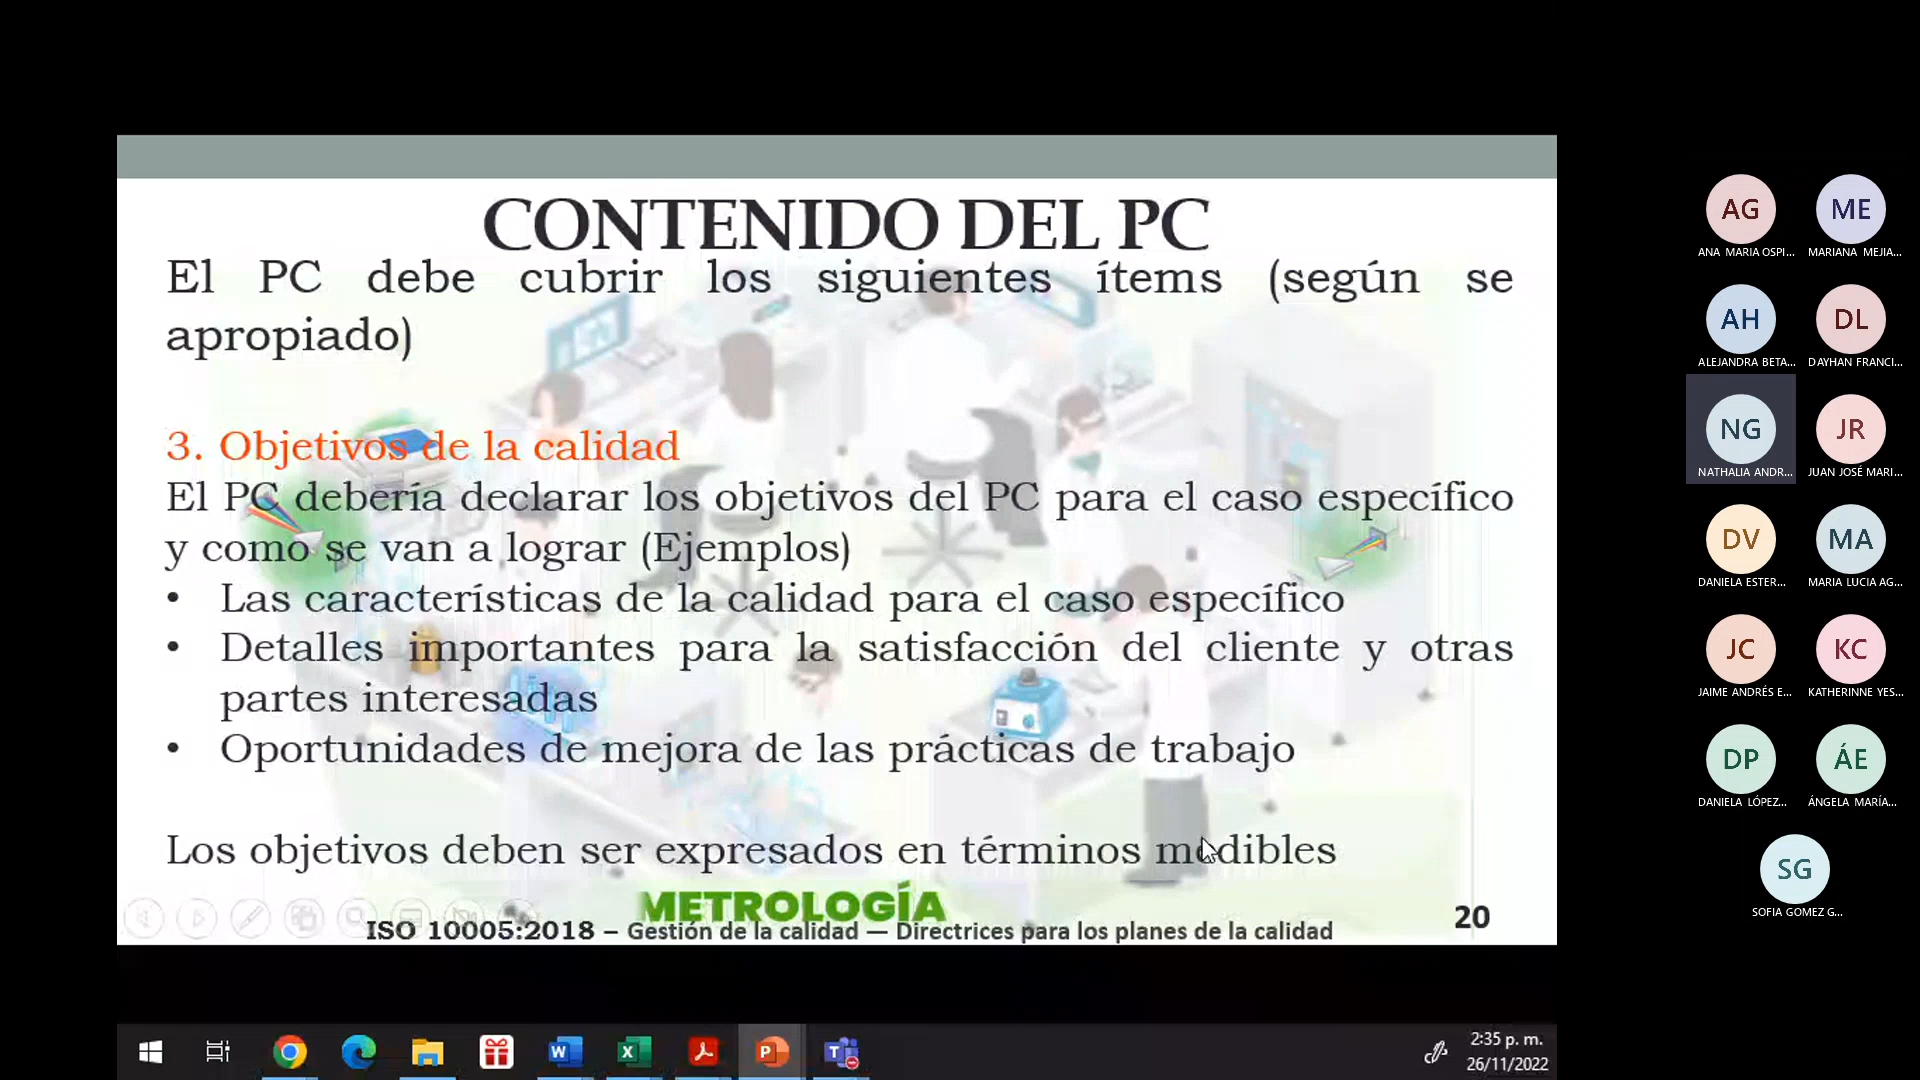 CONTENIDO DEL PC
El PC debe cubrir los siguientes ítems (según se
apropiado)
3. Objetivos de la calidad
El PC debería declarar los objetivos del PC para el caso específico
y como se van a lograr (Ejemplos)
• Las características de la calidad para el caso específico
• Detalles importantes para la satisfacción del cliente y otras
partes interesadas
• Oportunidades de mejora de las prácticas de trabajo
Los objetivos deben ser expresados en términos medibles
METROLOGÍA
ISO 10005:2018 – Gestión de la calidad — Directrices para los planes de la calidad
20
AG
ANA MARIA OSPI...
ME
MARIANA MEJIA...
AH
ALEJANDRA BETA...
DL
DAYHAN FRANCI...
NG
NATHALIA ANDR...
JR
JUAN JOSÉ MARI...
DV
DANIELA ESTER...
MA
MARIA LUCIA AG...
JC
JAIME ANDRÉS E...
KC
KATHERINNE YES...
DP
DANIELA LÓPEZ...
ÁE
ÁNGELA MARÍA...
SG
SOFIA GOMEZ G...
2:35 p. m.
26/11/2022